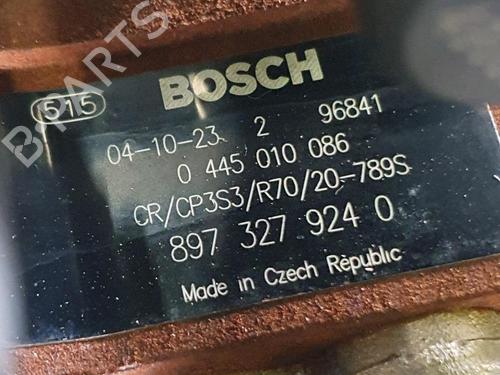 B-PARTS
515 BOSCH
04-10-23 2 96841
0 445 010 086
CR/CP3S3/R70/20-789S
897 327 924 0
Made in Czech Republic